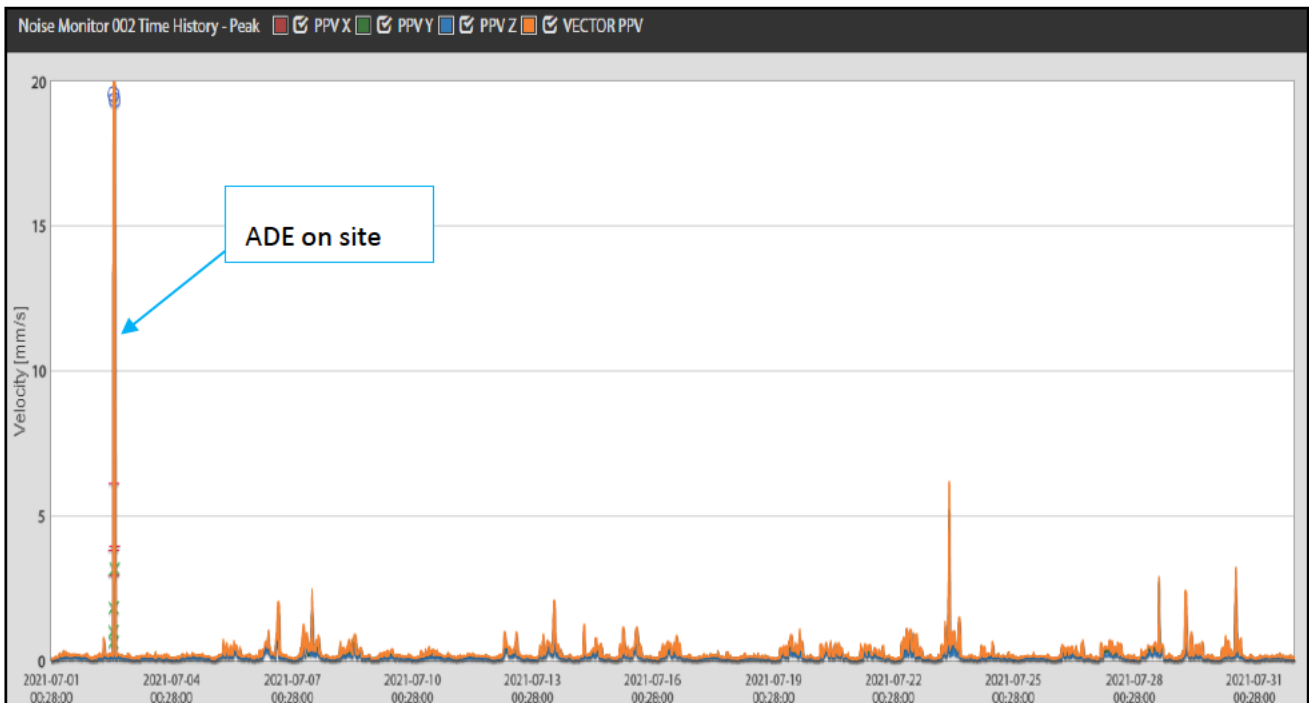 Noise Monitor 002 Time History - Peak PPV X PPV Y PPV Z VECTOR PPV
20
15
10
5
0
Velocity [mm/s]
ADE on site
2021-07-01 2021-07-04 2021-07-07 2021-07-10 2021-07-13 2021-07-16 2021-07-19 2021-07-22 2021-07-25 2021-07-28 2021-07-31
00:28:00 00:28:00 00:28:00 00:28:00 00:28:00 00:28:00 00:28:00 00:28:00 00:28:00 00:28:00 00:28:00